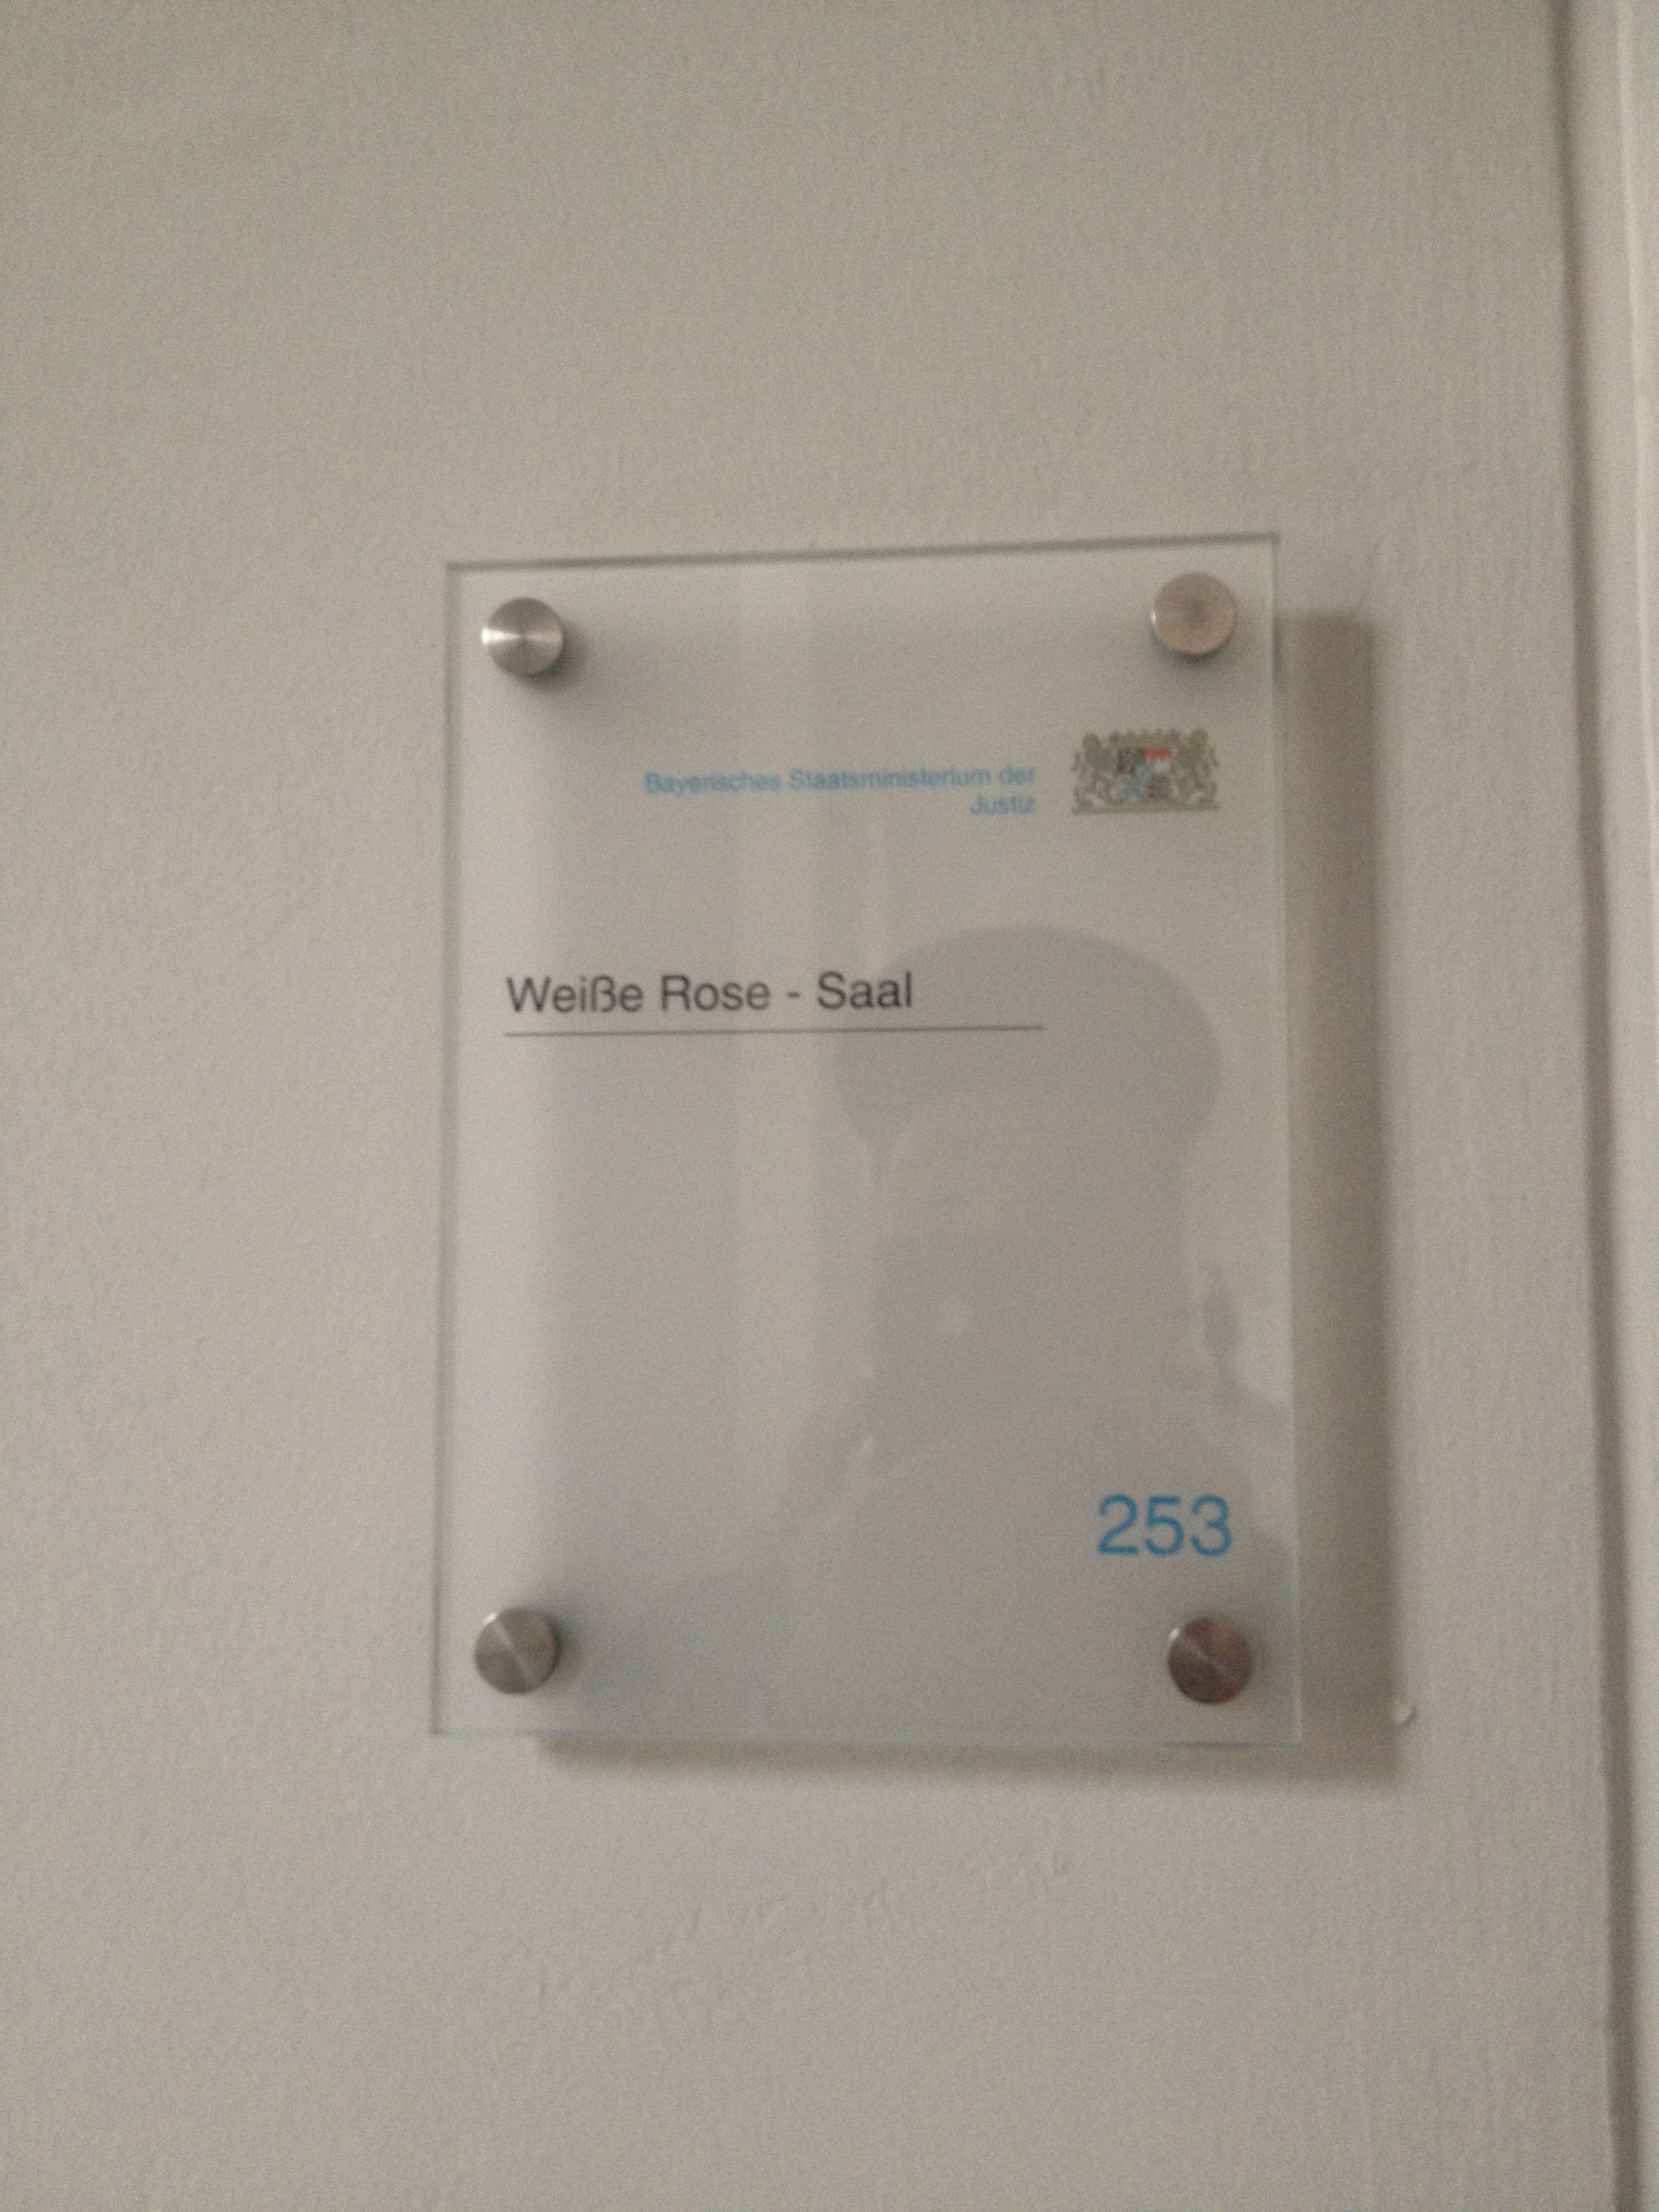 Bayerisches Staatsministerium der
Justiz
Weiße Rose - Saal
253